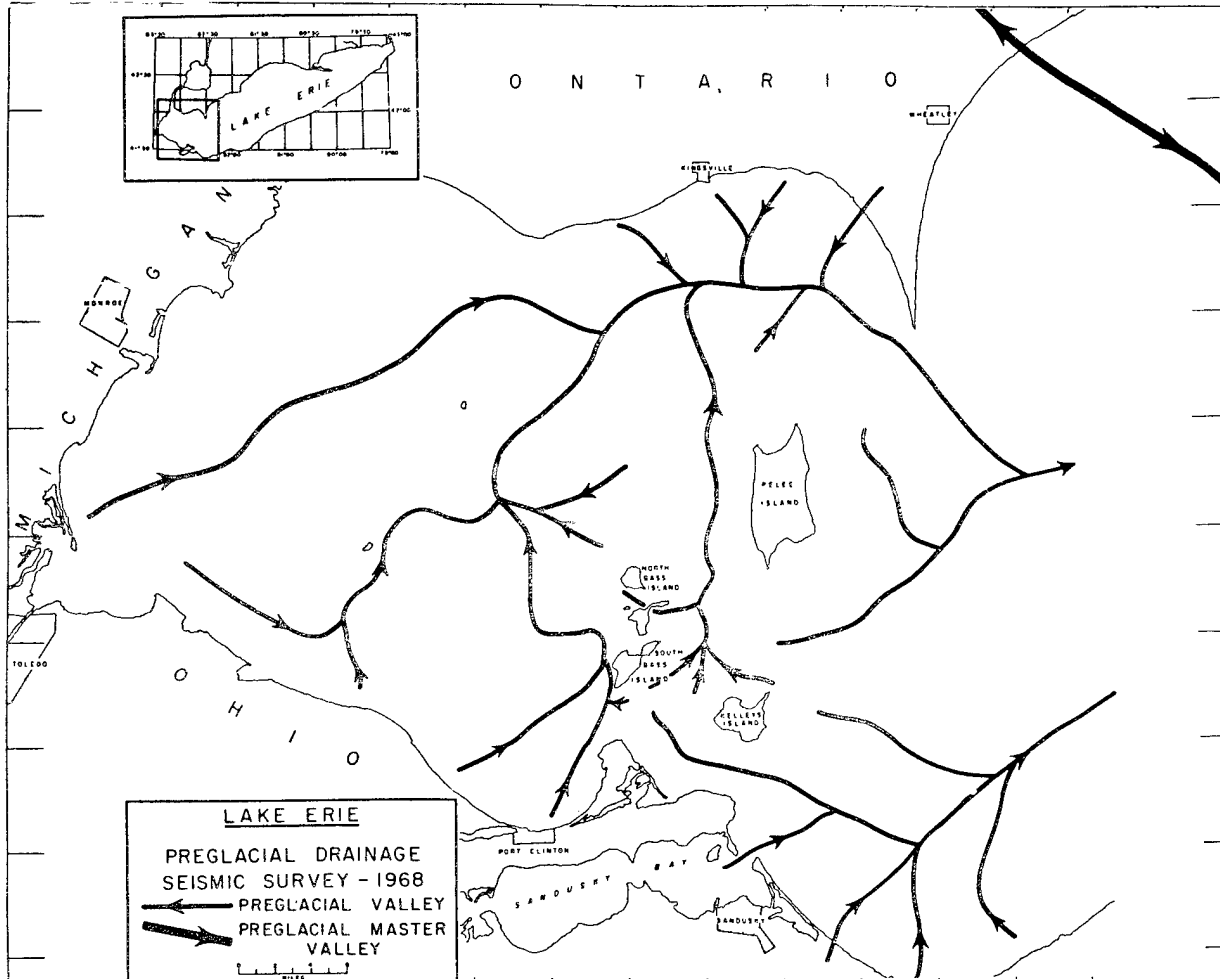 ONTARIO
LAKE ERIE
WHEATLEY
KINGSVILLE
MICHIGAN
MONROE
PELEE
ISLAND
NORTH
BASS
ISLAND
SOUTH
BASS
ISLAND
KELLEYS
ISLAND
TOLEDO
OHIO
PORT CLINTON
SANDUSKY BAY
SANDUSKY
LAKE ERIE
PREGLACIAL DRAINAGE
SEISMIC SURVEY - 1968
PREGLACIAL VALLEY
PREGLACIAL MASTER
VALLEY
MILES